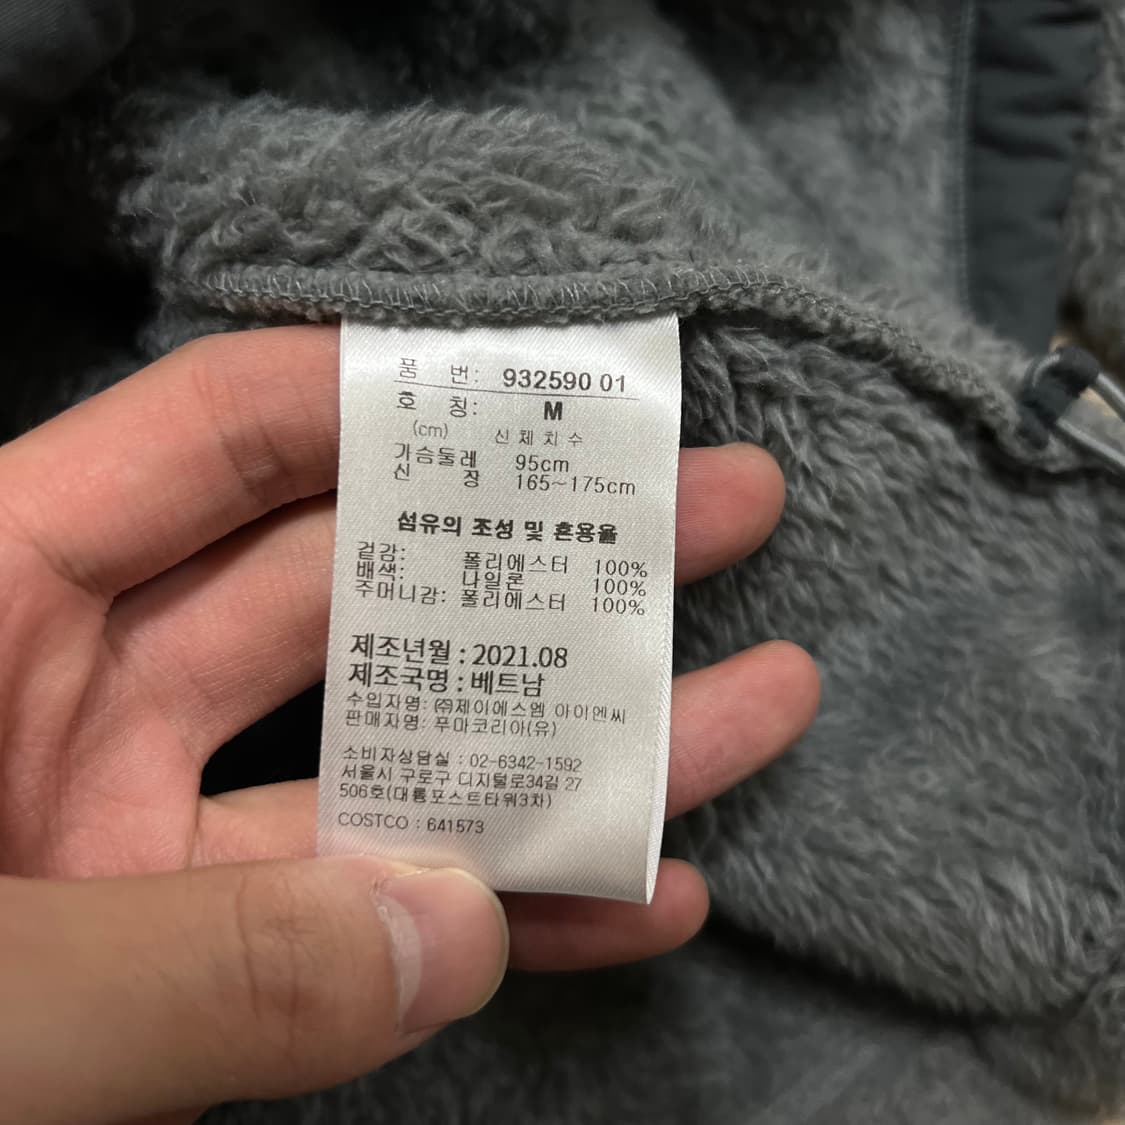 품 번: 932590 01
호 칭: M
(cm) 신체치수
가슴둘레 95cm
신 장 165~175cm
섬유의 조성 및 혼용율
겉감: 폴리에스터 100%
배색: 나일론 100%
주머니감: 폴리에스터 100%
제조년월 : 2021.08
제조국명 : 베트남
수입자명: ㈜제이에스엠 아이엔씨
판매자명: 푸마코리아(유)
소비자상담실 : 02-6342-1592
서울시 구로구 디지털로34길 27
506호(대륭포스트타워3차)
COSTCO : 641573